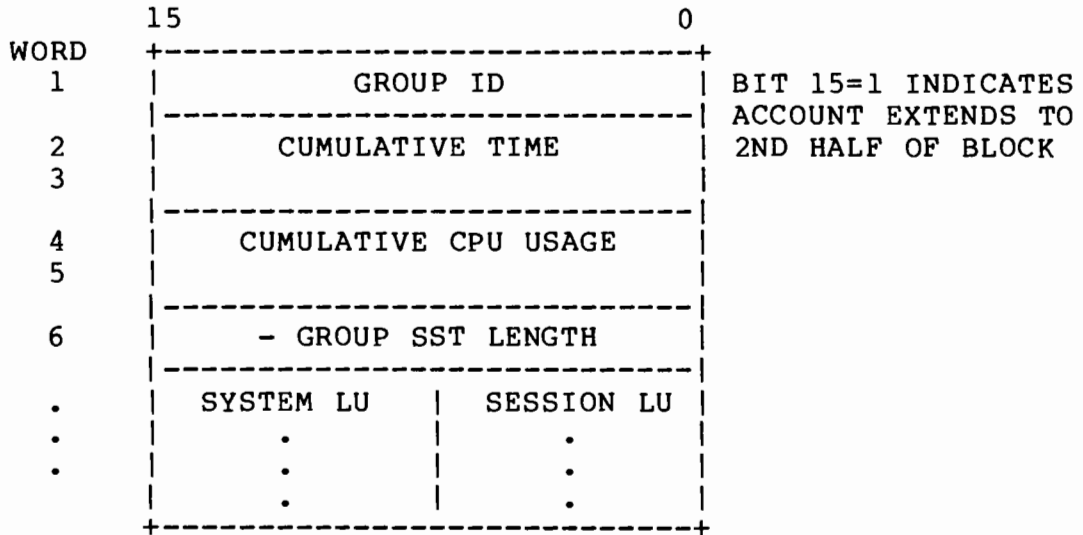 15 0
WORD
1 GROUP ID BIT 15=1 INDICATES
ACCOUNT EXTENDS TO
2 CUMULATIVE TIME 2ND HALF OF BLOCK
3
4 CUMULATIVE CPU USAGE
5
6 - GROUP SST LENGTH
. SYSTEM LU | SESSION LU
. . .
. . .
. .